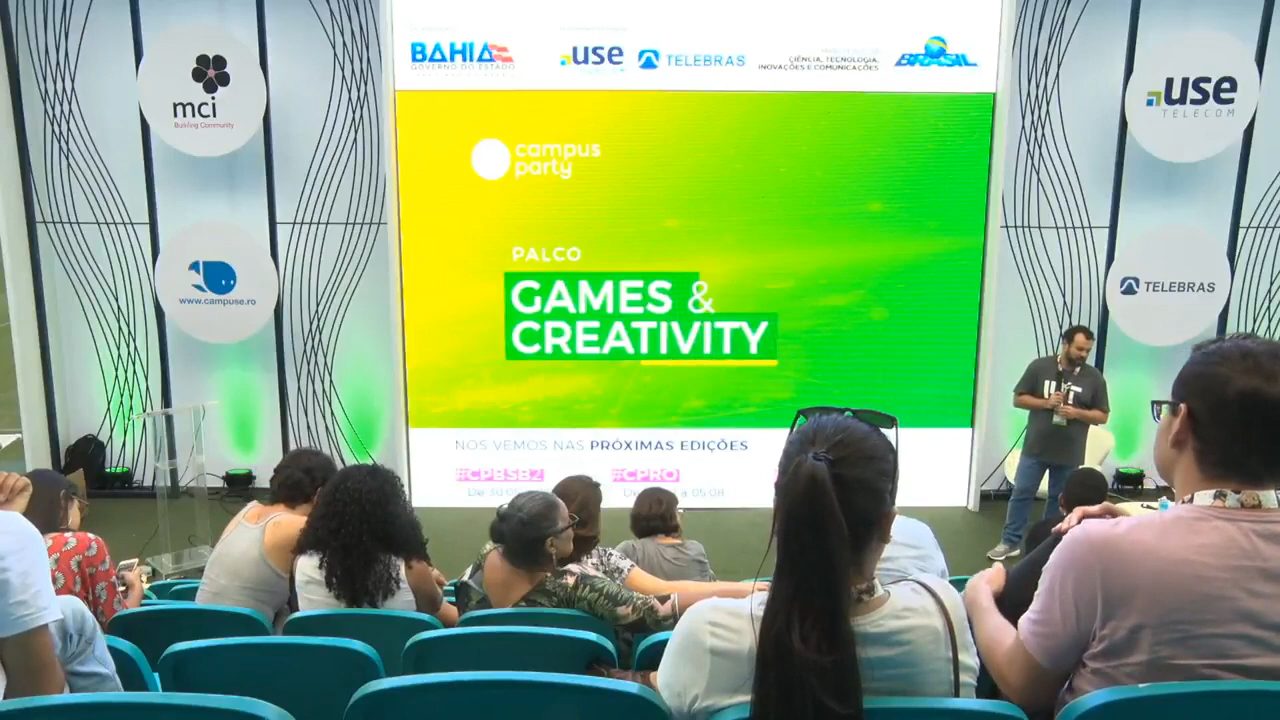 BAHIA
GOVERNO DO ESTADO
use
TELEBRAS
CIÊNCIA, TECNOLOGIA,
INOVAÇÕES E COMUNICAÇÕES
BRASIL
mci
Building Community
www.campuse.ro
campus
party
PALCO
GAMES &
CREATIVITY
NOS VEMOS NAS PRÓXIMAS EDIÇÕES
#CPBSB2
#CPRO
use
TELECOM
TELEBRAS